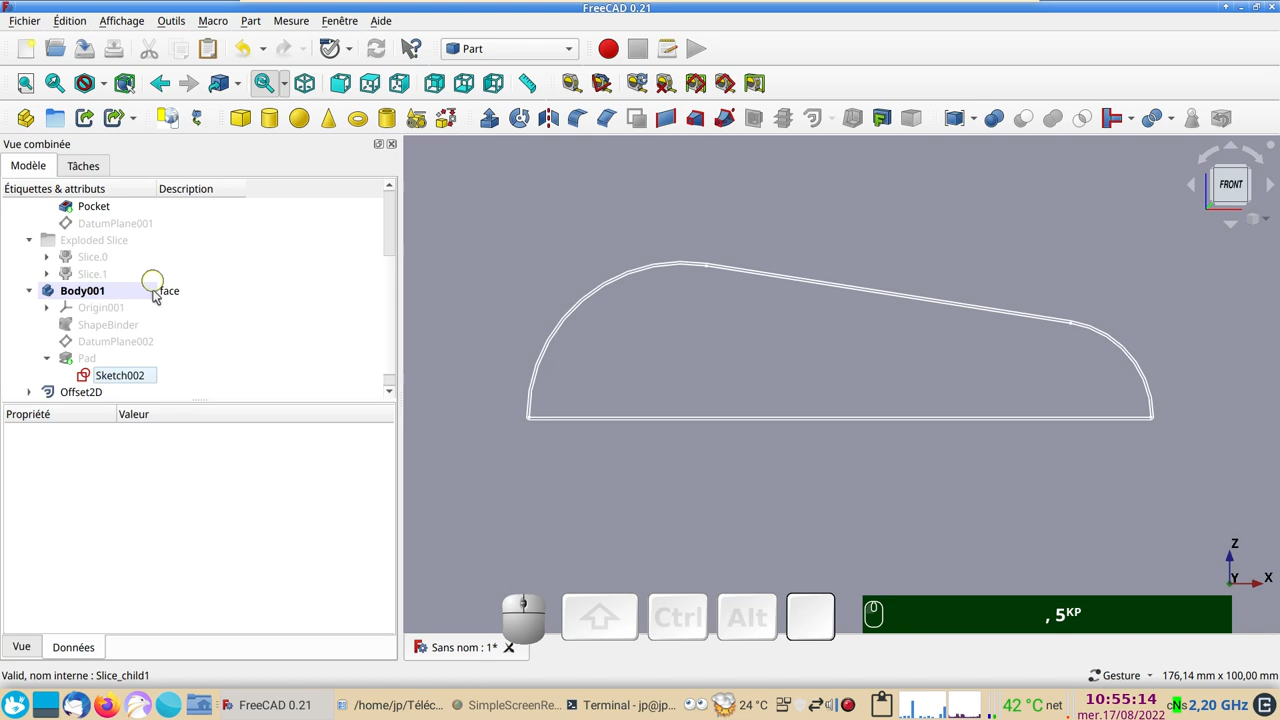 FreeCAD 0.21
Fichier Édition Affichage Outils Macro Part Mesure Fenêtre Aide
Part
Vue combinée
Modèle Tâches
Étiquettes & attributs Description
Pocket
DatumPlane001
Exploded Slice
Slice.0
Slice.1
Body001 face
Origin001
ShapeBinder
DatumPlane002
Pad
Sketch002
Offset2D
Propriété Valeur
FRONT
Z
Y X
Ctrl Alt
, 5KP
Vue Données
Sans nom : 1*
Valid, nom interne : Slice_child1
Gesture 176,14 mm x 100,00 mm
FreeCAD 0.21 /home/jp/Téléc... SimpleScreenRe... Terminal - jp@jp... 24 °C 42 °C net 10:55:14 2,20 GHz
mer.17/08/2022